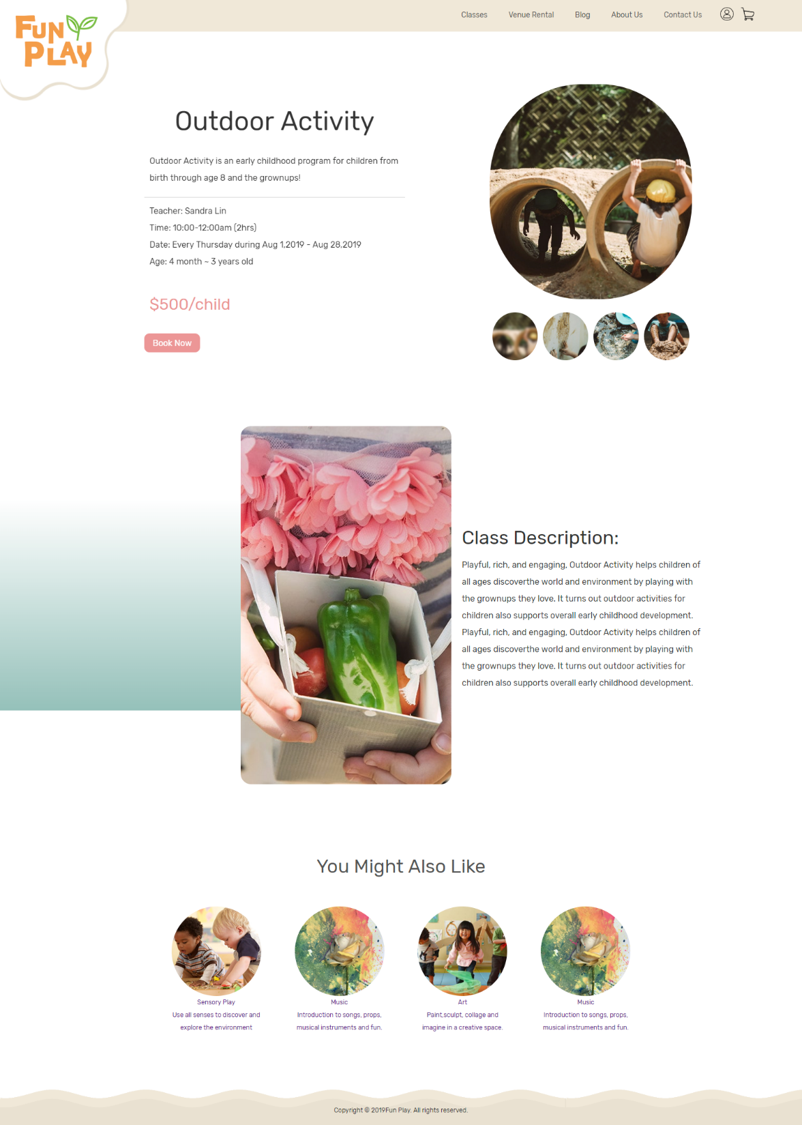 FUN PLAY
Classes Venue Rental Blog About Us Contact Us
Outdoor Activity
Outdoor Activity is an early childhood program for children from
birth through age 8 and the grownups!
Teacher: Sandra Lin
Time: 10:00-12:00am (2hrs)
Date: Every Thursday during Aug 1,2019 - Aug 28.2019
Age: 4 month – 3 years old
$500/child
Book Now
Class Description:
Playful, rich, and engaging, Outdoor Activity helps children of
all ages discoverthe world and environment by playing with
the grownups they love. It turns out outdoor activities for
children also supports overall early childhood development.
Playful, rich, and engaging, Outdoor Activity helps children of
all ages discoverthe world and environment by playing with
the grownups they love. It turns out outdoor activities for
children also supports overall early childhood development.
You Might Also Like
Sensory Play
Use all senses to discover and
explore the environment
Music
Introduction to songs, props,
musical instruments and fun.
Art
Paint,sculpt, collage and
imagine in a creative space.
Music
Introduction to songs, props,
musical instruments and fun.
Copyright © 2019Fun Play. All rights reserved.